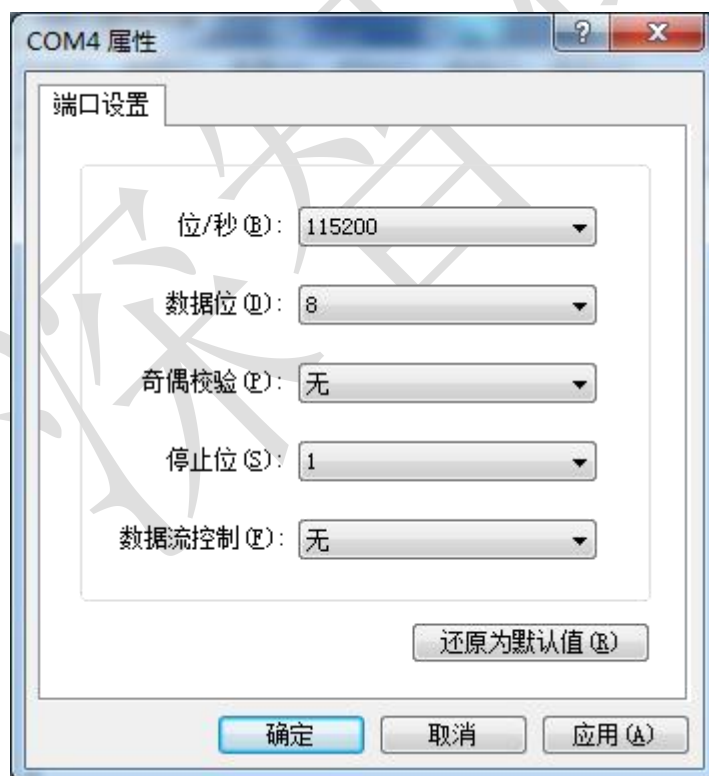 COM4 属性
端口设置
位/秒(B): 115200
数据位(D): 8
奇偶校验(P): 无
停止位(S): 1
数据流控制(F): 无
还原为默认值(R)
确定 取消 应用(A)